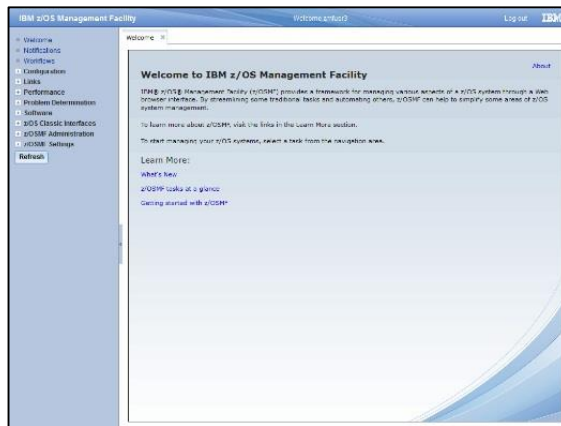 IBM z/OS Management Facility
Welcome zmfusr3
Log out
IBM
Welcome
Notifications
Workflows
Configuration
Links
Performance
Problem Determination
Software
z/OS Classic Interfaces
z/OSMF Administration
z/OSMF Settings
Refresh
Welcome ×
About
Welcome to IBM z/OS Management Facility
IBM® z/OS® Management Facility (z/OSMF) provides a framework for managing various aspects of a z/OS system through a Web
browser interface. By streamlining some traditional tasks and automating others, z/OSMF can help to simplify some areas of z/OS
system management.
To learn more about z/OSMF, visit the links in the Learn More section.
To start managing your z/OS systems, select a task from the navigation area.
Learn More:
What's New
z/OSMF tasks at a glance
Getting started with z/OSMF